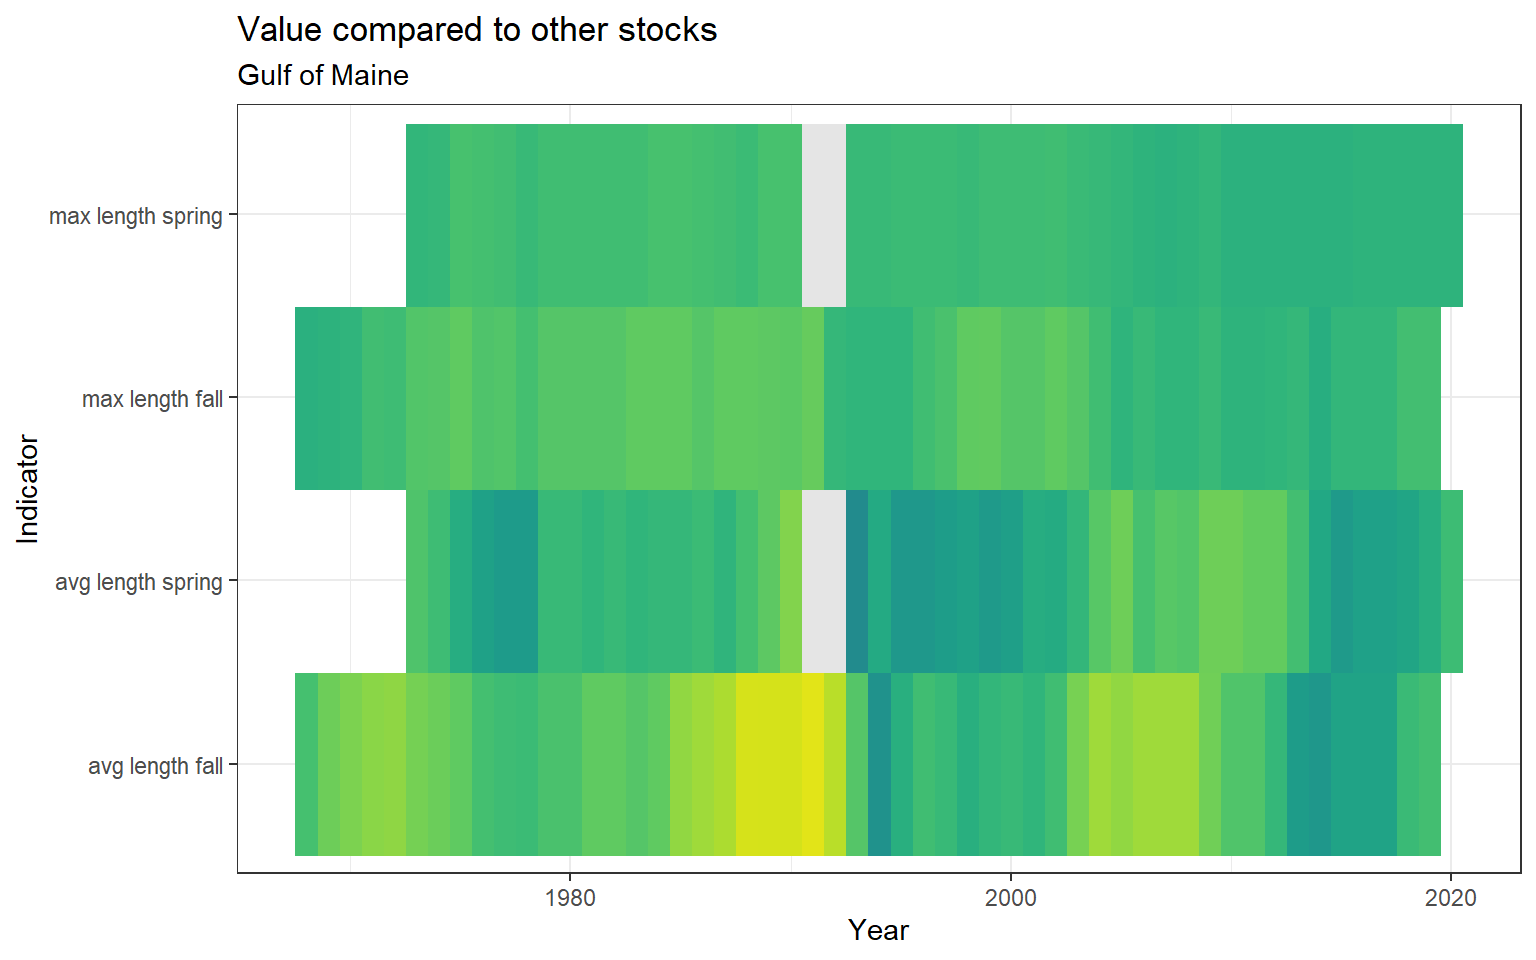 Value compared to other stocks
Gulf of Maine
max length spring
max length fall
avg length spring
avg length fall
Indicator
1980
2000
2020
Year